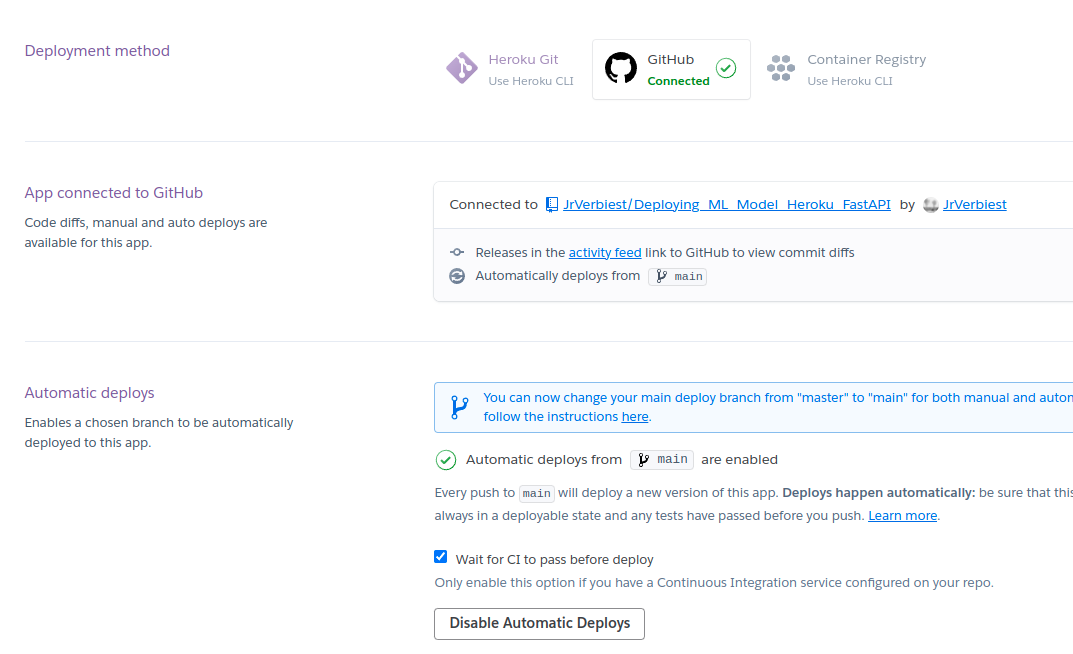 Deployment method
Heroku Git
Use Heroku CLI
GitHub
Connected
Container Registry
Use Heroku CLI
App connected to GitHub
Code diffs, manual and auto deploys are
available for this app.
Connected to JrVerbiest/Deploying_ML_Model_Heroku_FastAPI by JrVerbiest
Releases in the activity feed link to GitHub to view commit diffs
Automatically deploys from main
Automatic deploys
Enables a chosen branch to be automatically
deployed to this app.
You can now change your main deploy branch from "master" to "main" for both manual and autom
follow the instructions here.
Automatic deploys from main are enabled
Every push to main will deploy a new version of this app. Deploys happen automatically: be sure that this
always in a deployable state and any tests have passed before you push. Learn more.
Wait for CI to pass before deploy
Only enable this option if you have a Continuous Integration service configured on your repo.
Disable Automatic Deploys